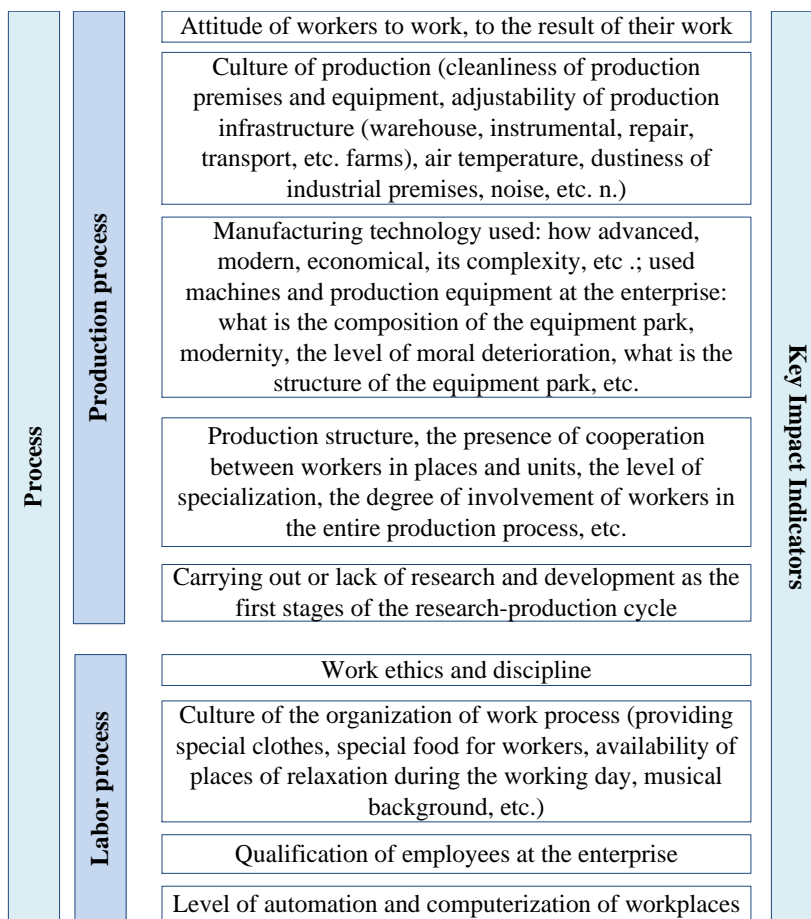 Process
Production process
Attitude of workers to work, to the result of their work
Culture of production (cleanliness of production
premises and equipment, adjustability of production
infrastructure (warehouse, instrumental, repair,
transport, etc. farms), air temperature, dustiness of
industrial premises, noise, etc. n.)
Manufacturing technology used: how advanced,
modern, economical, its complexity, etc .; used
machines and production equipment at the enterprise:
what is the composition of the equipment park,
modernity, the level of moral deterioration, what is the
structure of the equipment park, etc.
Production structure, the presence of cooperation
between workers in places and units, the level of
specialization, the degree of involvement of workers in
the entire production process, etc.
Carrying out or lack of research and development as the
first stages of the research-production cycle
Labor process
Work ethics and discipline
Culture of the organization of work process (providing
special clothes, special food for workers, availability of
places of relaxation during the working day, musical
background, etc.)
Qualification of employees at the enterprise
Level of automation and computerization of workplaces
Key Impact Indicators